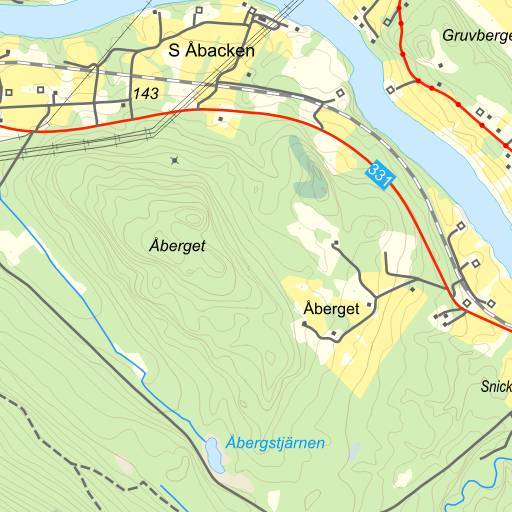 Gruvberge
S Åbacken
143
331
Åberget
Åberget
Snick
Åbergstjärnen